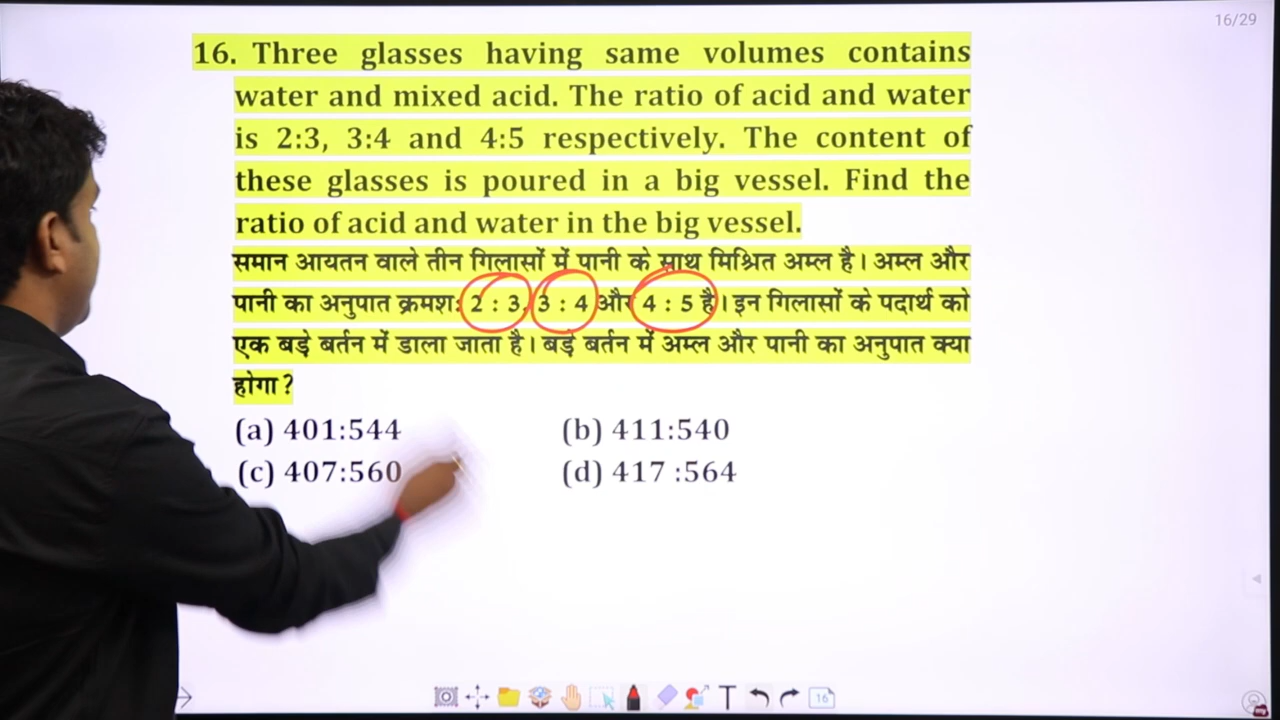 16/29
16. Three glasses having same volumes contains
water and mixed acid. The ratio of acid and water
is 2:3, 3:4 and 4:5 respectively. The content of
these glasses is poured in a big vessel. Find the
ratio of acid and water in the big vessel.
समान आयतन वाले तीन गिलासों में पानी के साथ मिश्रित अम्ल है। अम्ल और
पानी का अनुपात क्रमशः 2 : 3, 3 : 4 और 4 : 5 है। इन गिलासों के पदार्थ को
एक बड़े बर्तन में डाला जाता है। बड़े बर्तन में अम्ल और पानी का अनुपात क्या
होगा?
(a) 401:544 (b) 411:540
(c) 407:560 (d) 417 :564
T 16